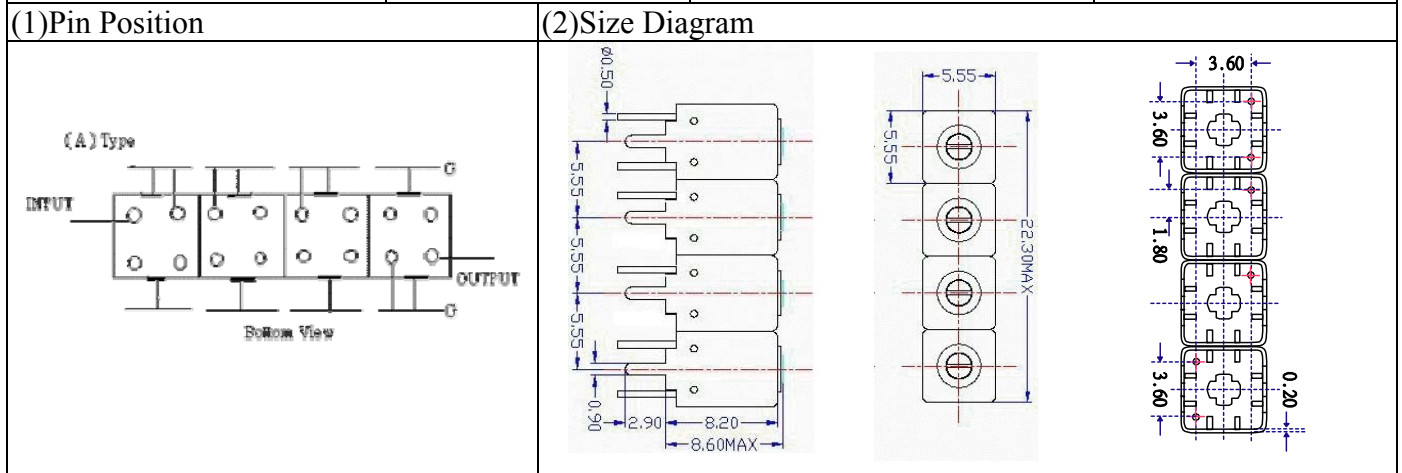 (1)Pin Position
(2)Size Diagram
(A)Type
G
INPUT
OUTPUT
G
Bottom View
ø0.50
5.55
5.55
5.55
0.90
2.90
8.20
8.60MAX
5.55
5.55
22.30MAX
3.60
3.60
1.80
3.60
0.20